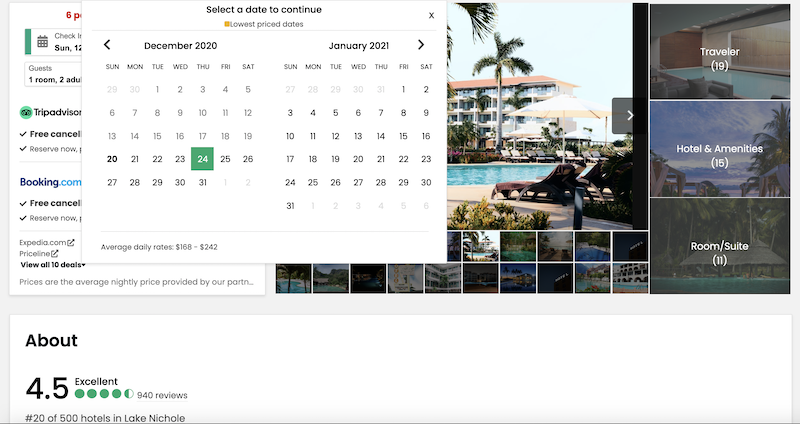 6 p
Select a date to continue
X
Lowest priced dates
December 2020
January 2021
SUN MON TUE WED THU FRI SAT
SUN MON TUE WED THU FRI SAT
29 30 1 2 3 4 5
27 28 29 30 31 1 2
6 7 8 9 10 11 12
3 4 5 6 7 8 9
13 14 15 16 17 18 19
10 11 12 13 14 15 16
20 21 22 23 24 25 26
17 18 19 20 21 22 23
27 28 29 30 31 1 2
24 25 26 27 28 29 30
31 1 2 3 4 5 6
Average daily rates: $168 - $242
Check In
Sun, 12
Guests
1 room, 2 adul
Tripadvisor
Free cancell
Reserve now, p
Booking.com
Free cancell
Reserve now, p
Expedia.com
Priceline
View all 10 deals
Prices are the average nightly price provided by our partn...
Traveler
(19)
Hotel & Amenities
(15)
Room/Suite
(11)
About
4.5
Excellent
940 reviews
#20 of 500 hotels in Lake Nichole